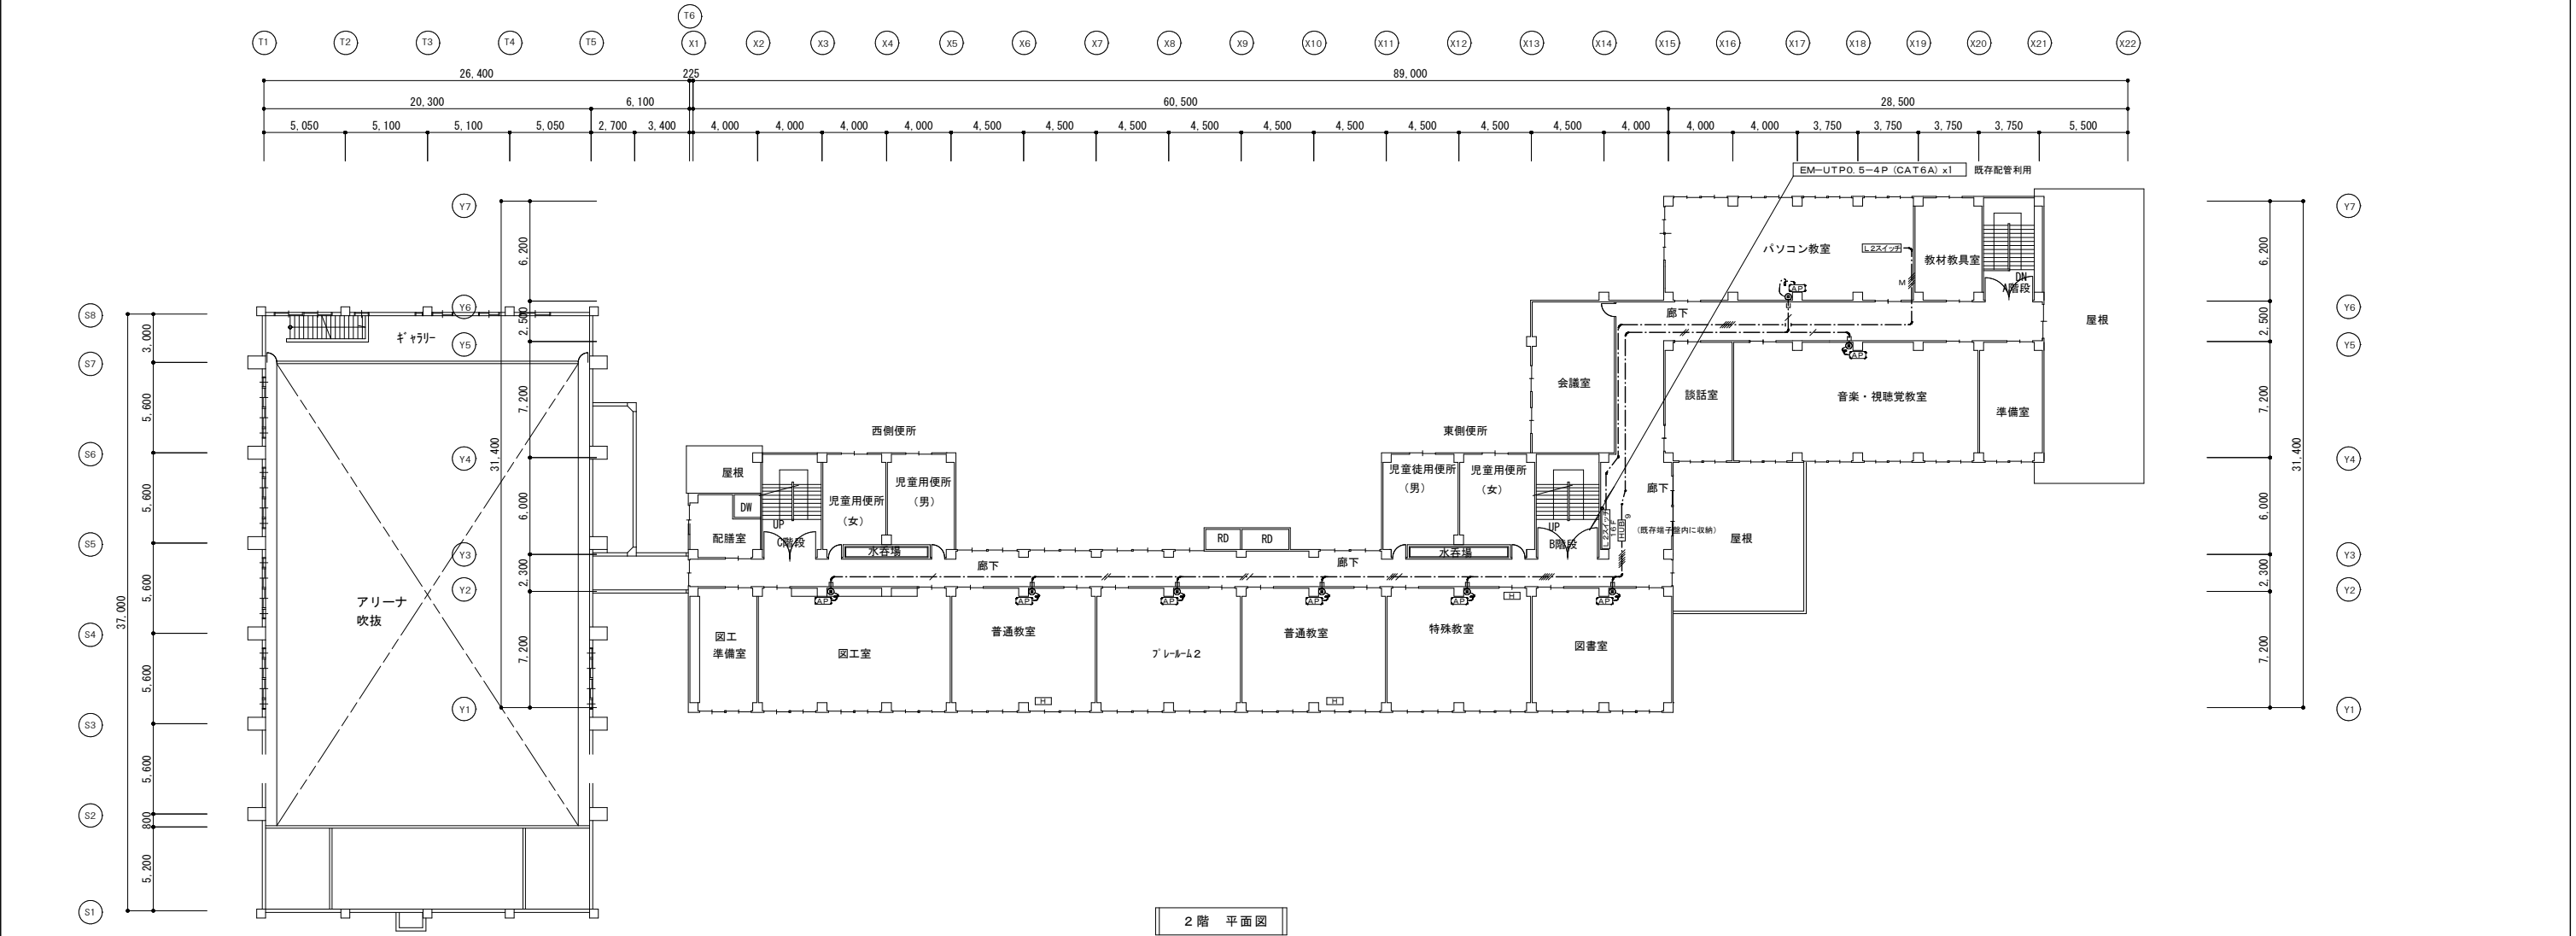 T6
T1 T2 T3 T4 T5 X1 X2 X3 X4 X5 X6 X7 X8 X9 X10 X11 X12 X13 X14 X15 X16 X17 X18 X19 X20 X21 X22
26,400 225 89,000
20,300 6,100 60,500 28,500
5,050 5,100 5,100 5,050 2,700 3,400 4,000 4,000 4,000 4,000 4,500 4,500 4,500 4,500 4,500 4,500 4,500 4,500 4,500 4,000 4,000 4,000 3,750 3,750 3,750 3,750 5,500
EM-UTP0.5-4P (CAT6A) x1 既存配管利用
Y7
Y6
Y5
Y4
Y3
Y2
Y1
6,200
2,500
7,200
6,000
2,300
7,200
31,400
S8
S7
S6
S5
S4
S3
S2
S1
3,000
5,600
5,600
5,600
5,600
5,600
800
5,200
37,000
ギャラリー
アリーナ
吹抜
西側便所
屋根
DW
配膳室
UP
C階段
児童用便所
(女)
児童用便所
(男)
水呑場
廊下
RD RD
廊下
東側便所
児童徒用便所
(男)
児童用便所
(女)
水呑場
UP
B階段
L2スイッチ
16P
HUB
9
(既存端子盤内に収納)
会議室
廊下
廊下
パソコン教室
L2スイッチ
M
教材教具室
DN
A階段
屋根
AP
AP
談話室
音楽・視聴覚教室
準備室
屋根
AP AP AP AP AP AP
H
図工
準備室
図工室
普通教室
プレールーム2
普通教室
特殊教室
図書室
H H
Y7
Y6
Y5
Y4
Y3
Y2
Y1
6,200
2,500
7,200
6,000
2,300
7,200
31,400
2階 平面図